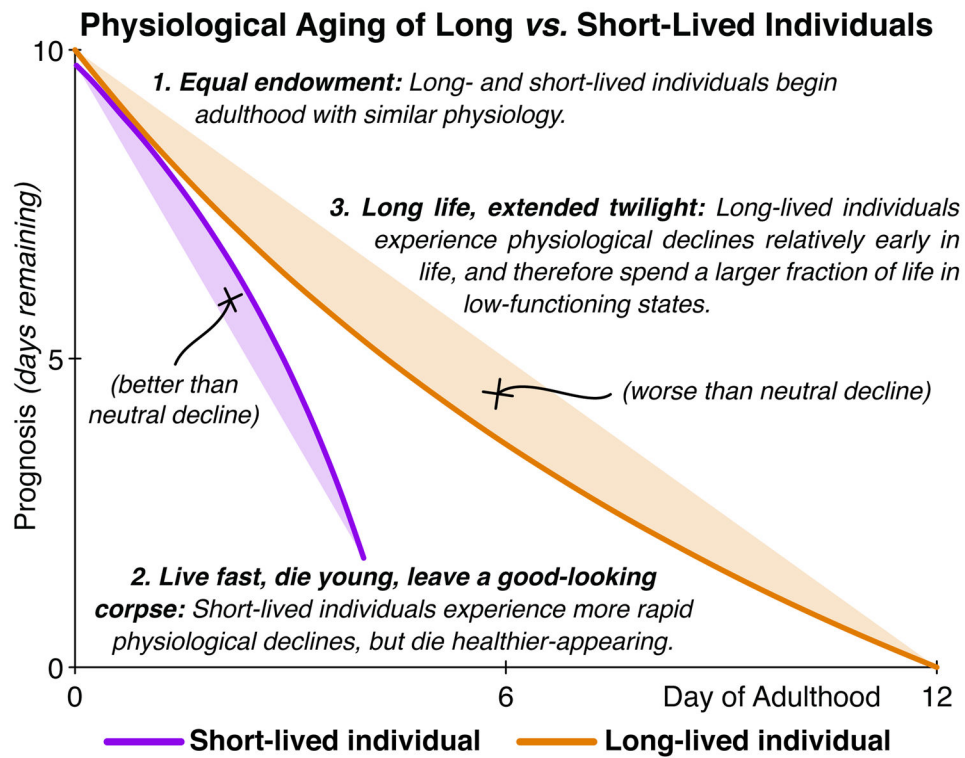 Physiological Aging of Long vs. Short-Lived Individuals
10
1. Equal endowment: Long- and short-lived individuals begin
adulthood with similar physiology.
3. Long life, extended twilight: Long-lived individuals
experience physiological declines relatively early in
life, and therefore spend a larger fraction of life in
low-functioning states.
Prognosis (days remaining)
5
(better than
neutral decline)
(worse than neutral decline)
2. Live fast, die young, leave a good-looking
corpse: Short-lived individuals experience more rapid
physiological declines, but die healthier-appearing.
0
0
6
Day of Adulthood
12
Short-lived individual
Long-lived individual